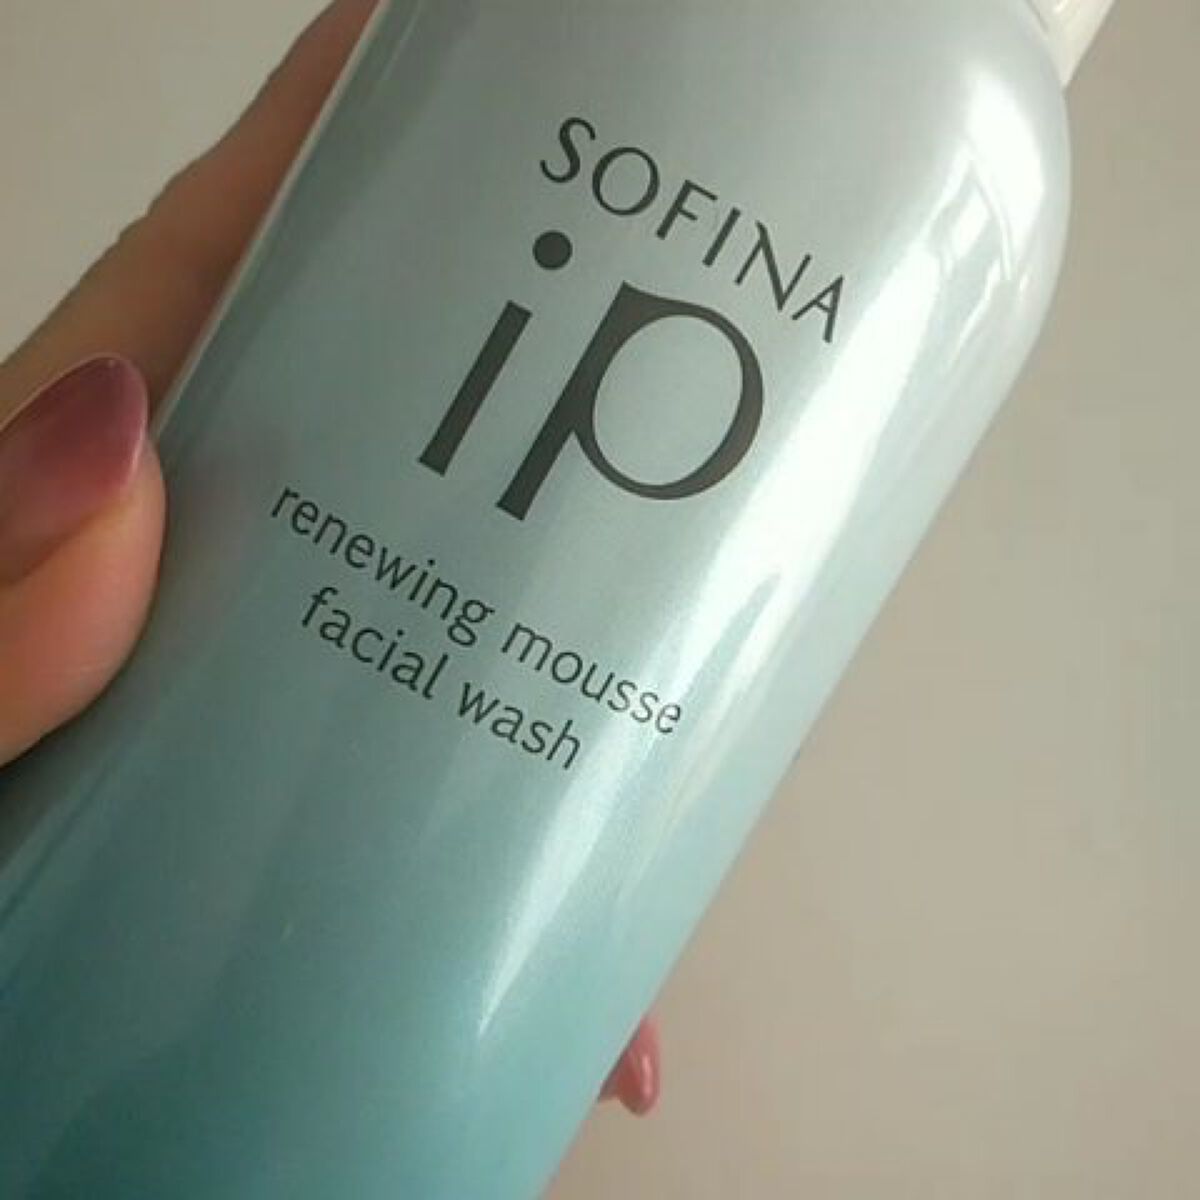 SOFINA
ip
renewing mousse
facial wash